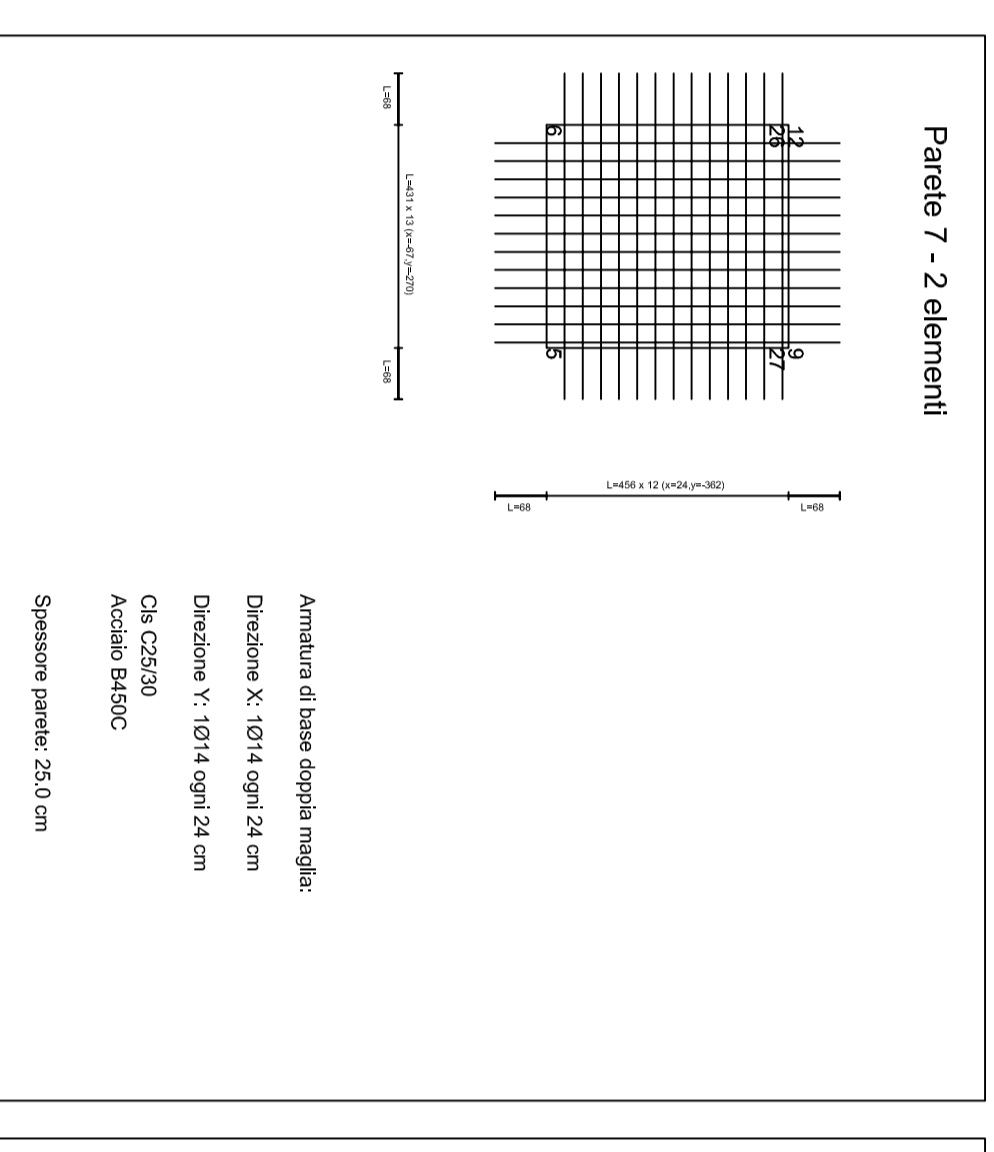 Parete 7 - 2 elementi
12
9
26
27
6
5
L=68
L=456 x 12 (x=24,y=-362)
L=68
L=68
L=431 x 13 (x=-67,y=-270)
L=68
Armatura di base doppia maglia:
Direzione X: 1Ø14 ogni 24 cm
Direzione Y: 1Ø14 ogni 24 cm
Cls C25/30
Acciaio B450C
Spessore parete: 25.0 cm